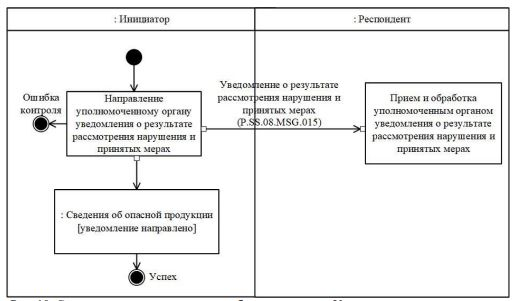 : Инициатор
: Респондент
Ошибка
контроля
Направление
уполномоченному органу
уведомления о результате
рассмотрения нарушения и
принятых мерах
Уведомление о результате
рассмотрения нарушения и
принятых мерах
(P.SS.08.MSG.015)
Прием и обработка
уполномоченным органом
уведомления о результате
рассмотрения нарушения и
принятых мерах
: Сведения об опасной продукции
[уведомление направлено]
Успех